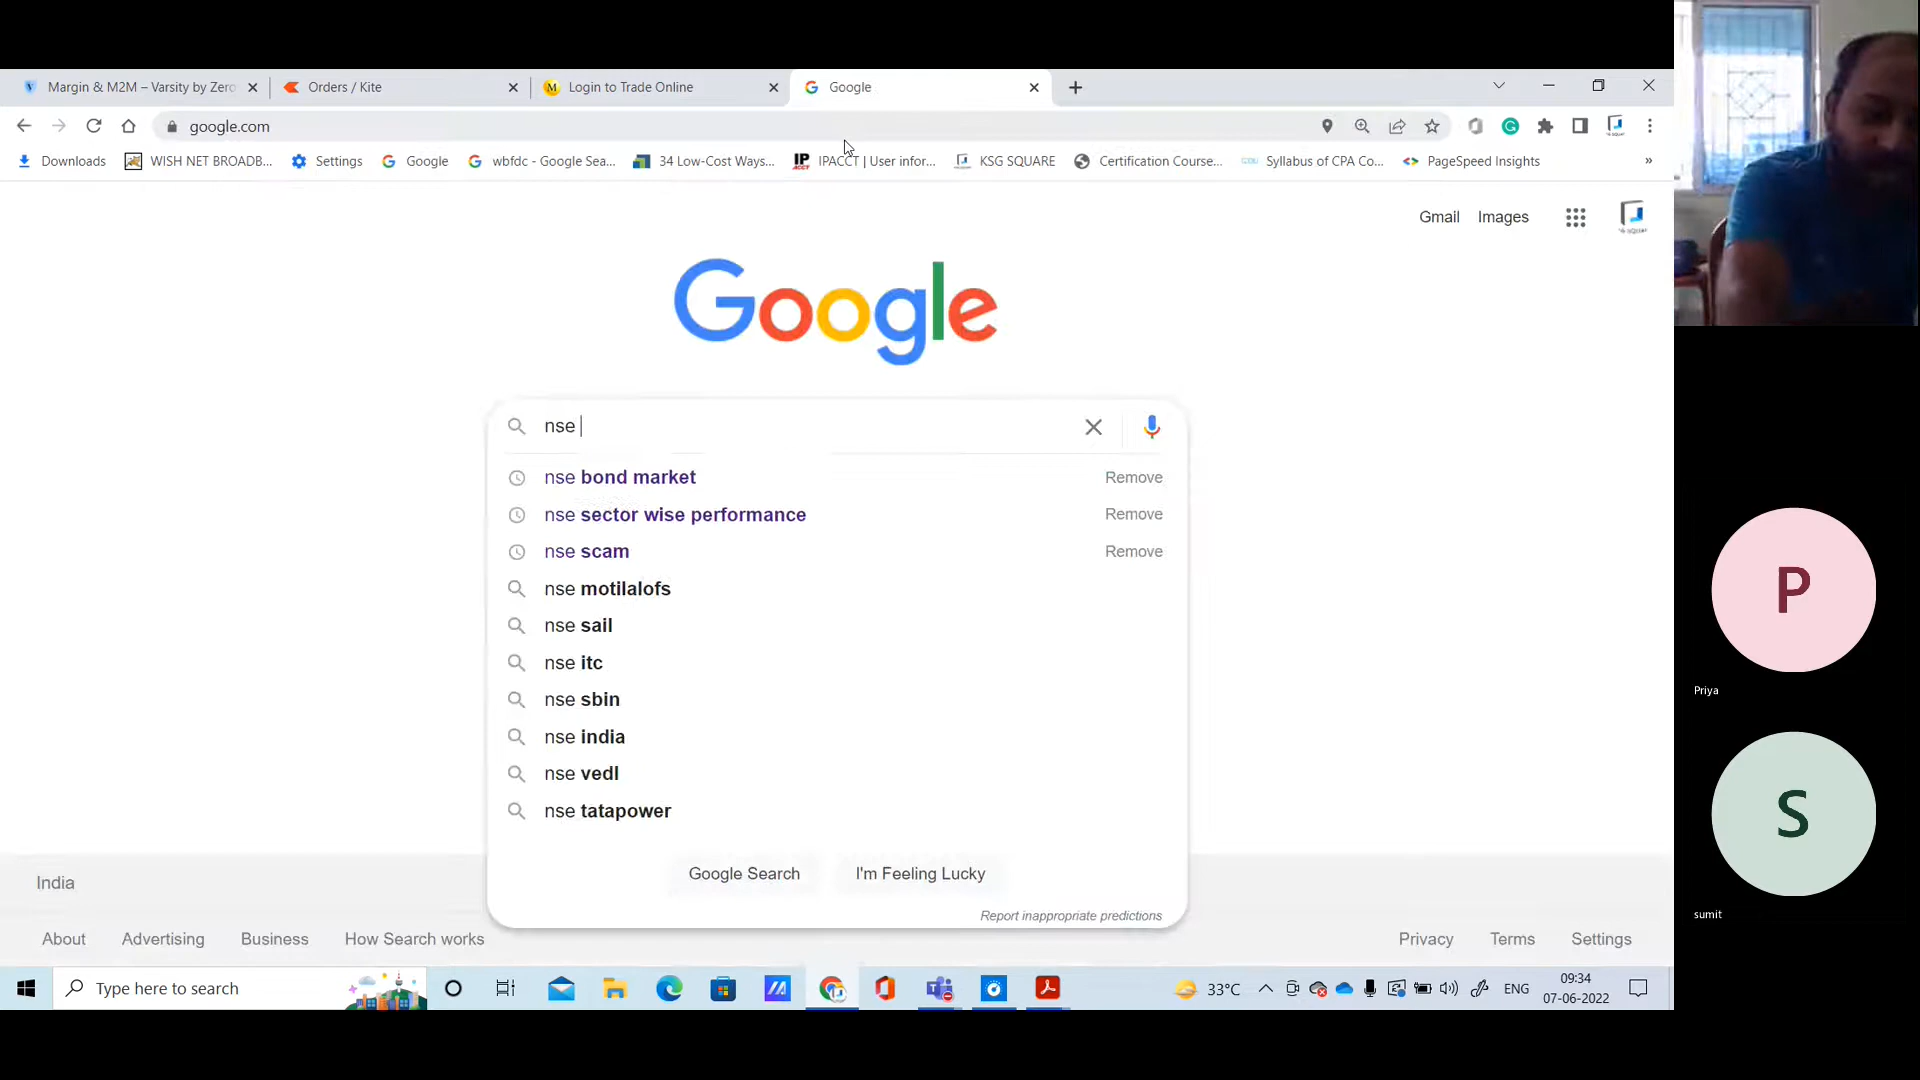 Margin & M2M – Varsity by Zero
Orders / Kite
Login to Trade Online
Google
google.com
Downloads
WISH NET BROADB...
Settings
Google
wbfdc - Google Sea...
34 Low-Cost Ways...
IPACCT | User infor...
KSG SQUARE
Certification Course...
Syllabus of CPA Co...
PageSpeed Insights
»
Gmail
Images
Google
nse
nse bond market Remove
nse sector wise performance Remove
nse scam Remove
nse motilalofs
nse sail
nse itc
nse sbin
nse india
nse vedl
nse tatapower
Google Search
I'm Feeling Lucky
Report inappropriate predictions
India
About
Advertising
Business
How Search works
Privacy
Terms
Settings
Type here to search
33°C
ENG
09:34
07-06-2022
P
Priya
S
sumit